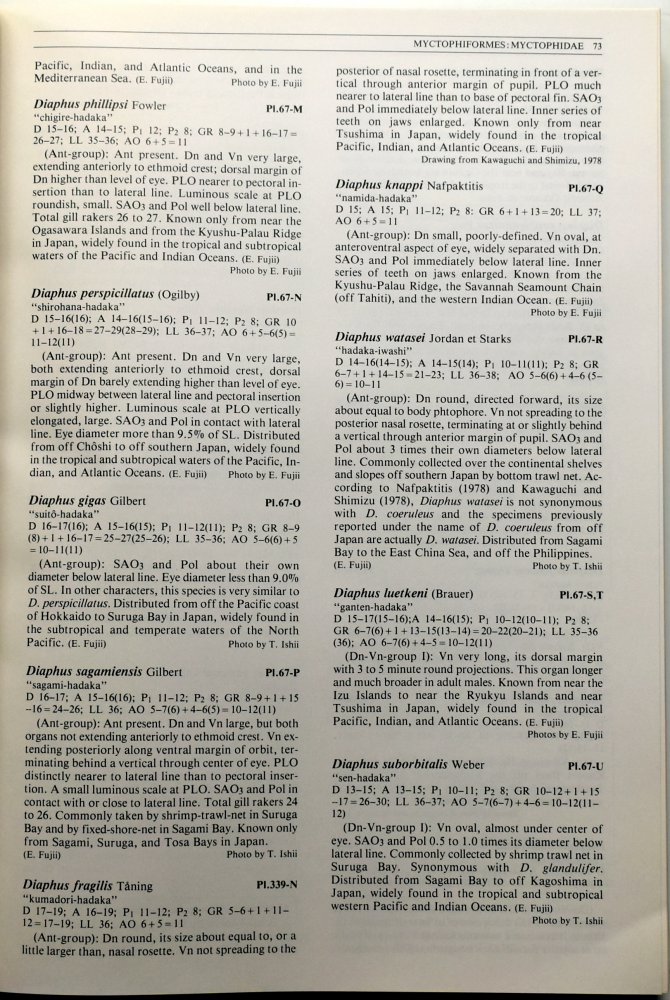 MYCTOPHIFORMES: MYCTOPHIDAE 73
Pacific, Indian, and Atlantic Oceans, and in the
Mediterranean Sea. (E. Fujii) Photo by E. Fujii
Diaphus phillipsi Fowler Pl.67-M
“chigire-hadaka”
D 15–16; A 14–15; P1 12; P2 8; GR 8–9+1+16–17=
26–27; LL 35–36; AO 6+5=11
(Ant-group): Ant present. Dn and Vn very large,
extending anteriorly to ethmoid crest; dorsal margin of
Dn higher than level of eye. PLO nearer to pectoral in-
sertion than to lateral line. Luminous scale at PLO
roundish, small. SAO3 and Pol well below lateral line.
Total gill rakers 26 to 27. Known only from near the
Ogasawara Islands and from the Kyushu-Palau Ridge
in Japan, widely found in the tropical and subtropical
waters of the Pacific and Indian Oceans. (E. Fujii)
Photo by E. Fujii
Diaphus perspicillatus (Ogilby) Pl.67-N
“shirohana-hadaka”
D 15–16(16); A 14–16(15–16); P1 11–12; P2 8; GR 10
+1+16–18=27–29(28–29); LL 36–37; AO 6+5–6(5)=
11–12(11)
(Ant-group): Ant present. Dn and Vn very large,
both extending anteriorly to ethmoid crest, dorsal
margin of Dn barely extending higher than level of eye.
PLO midway between lateral line and pectoral insertion
or slightly higher. Luminous scale at PLO vertically
elongated, large. SAO3 and Pol in contact with lateral
line. Eye diameter more than 9.5% of SL. Distributed
from off Chôshi to off southern Japan, widely found
in the tropical and subtropical waters of the Pacific, In-
dian, and Atlantic Oceans. (E. Fujii) Photo by E. Fujii
Diaphus gigas Gilbert Pl.67-O
“suitô-hadaka”
D 16–17(16); A 15–16(15); P1 11–12(11); P2 8; GR 8–9
(8)+1+16–17=25–27(25–26); LL 35–36; AO 5–6(6)+5
=10–11(11)
(Ant-group): SAO3 and Pol about their own
diameter below lateral line. Eye diameter less than 9.0%
of SL. In other characters, this species is very similar to
D. perspicillatus. Distributed from off the Pacific coast
of Hokkaido to Suruga Bay in Japan, widely found in
the subtropical and temperate waters of the North
Pacific. (E. Fujii) Photo by T. Ishii
Diaphus sagamiensis Gilbert Pl.67-P
“sagami-hadaka”
D 16–17; A 15–16(16); P1 11–12; P2 8; GR 8–9+1+15
–16=24–26; LL 36; AO 5–7(6)+4–6(5)=10–12(11)
(Ant-group): Ant present. Dn and Vn large, but both
organs not extending anteriorly to ethmoid crest. Vn ex-
tending posteriorly along ventral margin of orbit, ter-
minating behind a vertical through center of eye. PLO
distinctly nearer to lateral line than to pectoral inser-
tion. A small luminous scale at PLO. SAO3 and Pol in
contact with or close to lateral line. Total gill rakers 24
to 26. Commonly taken by shrimp-trawl-net in Suruga
Bay and by fixed-shore-net in Sagami Bay. Known only
from Sagami, Suruga, and Tosa Bays in Japan.
(E. Fujii) Photo by T. Ishii
Diaphus fragilis Tåning Pl.339-N
“kumadori-hadaka”
D 17–19; A 16–19; P1 11–12; P2 8; GR 5–6+1+11–
12=17–19; LL 36; AO 6+5=11
(Ant-group): Dn round, its size about equal to, or a
little larger than, nasal rosette. Vn not spreading to the
posterior of nasal rosette, terminating in front of a ver-
tical through anterior margin of pupil. PLO much
nearer to lateral line than to base of pectoral fin. SAO3
and Pol immediately below lateral line. Inner series of
teeth on jaws enlarged. Known only from near
Tsushima in Japan, widely found in the tropical
Pacific, Indian, and Atlantic Oceans. (E. Fujii)
Drawing from Kawaguchi and Shimizu, 1978
Diaphus knappi Nafpaktitis Pl.67-Q
“namida-hadaka”
D 15; A 15; P1 11–12; P2 8: GR 6+1+13=20; LL 37;
AO 6+5=11
(Ant-group): Dn small, poorly-defined. Vn oval, at
anteroventral aspect of eye, widely separated with Dn.
SAO3 and Pol immediately below lateral line. Inner
series of teeth on jaws enlarged. Known from the
Kyushu-Palau Ridge, the Savannah Seamount Chain
(off Tahiti), and the western Indian Ocean. (E. Fujii)
Photo by E. Fujii
Diaphus watasei Jordan et Starks Pl.67-R
“hadaka-iwashi”
D 14–16(14–15); A 14–15(14); P1 10–11(11); P2 8; GR
6–7+1+14–15=21–23; LL 36–38; AO 5–6(6)+4–6 (5–
6)=10–11
(Ant-group): Dn round, directed forward, its size
about equal to body phtophore. Vn not spreading to the
posterior nasal rosette, terminating at or slightly behind
a vertical through anterior margin of pupil. SAO3 and
Pol about 3 times their own diameters below lateral
line. Commonly collected over the continental shelves
and slopes off southern Japan by bottom trawl net. Ac-
cording to Nafpaktitis (1978) and Kawaguchi and
Shimizu (1978), Diaphus watasei is not synonymous
with D. coeruleus and the specimens previously
reported under the name of D. coeruleus from off
Japan are actually D. watasei. Distributed from Sagami
Bay to the East China Sea, and off the Philippines.
(E. Fujii) Photo by T. Ishii
Diaphus luetkeni (Brauer) Pl.67-S,T
“ganten-hadaka”
D 15–17(15–16);A 14–16(15); P1 10–12(10–11); P2 8;
GR 6–7(6)+1+13–15(13–14)=20–22(20–21); LL 35–36
(36); AO 6–7(6)+4–5=10–12(11)
(Dn-Vn-group I): Vn very long, its dorsal margin
with 3 to 5 minute round projections. This organ longer
and much broader in adult males. Known from near the
Izu Islands to near the Ryukyu Islands and near
Tsushima in Japan, widely found in the tropical
Pacific, Indian, and Atlantic Oceans. (E. Fujii)
Photos by E. Fujii
Diaphus suborbitalis Weber Pl.67-U
“sen-hadaka”
D 13–15; A 13–15; P1 10–11; P2 8; GR 10–12+1+15
–17=26–30; LL 36–37; AO 5–7(6–7)+4–6=10–12(11–
12)
(Dn-Vn-group I): Vn oval, almost under center of
eye. SAO3 and Pol 0.5 to 1.0 times its diameter below
lateral line. Commonly collected by shrimp trawl net in
Suruga Bay. Synonymous with D. glandulifer.
Distributed from Sagami Bay to off Kagoshima in
Japan, widely found in the tropical and subtropical
western Pacific and Indian Oceans. (E. Fujii)
Photo by T. Ishii